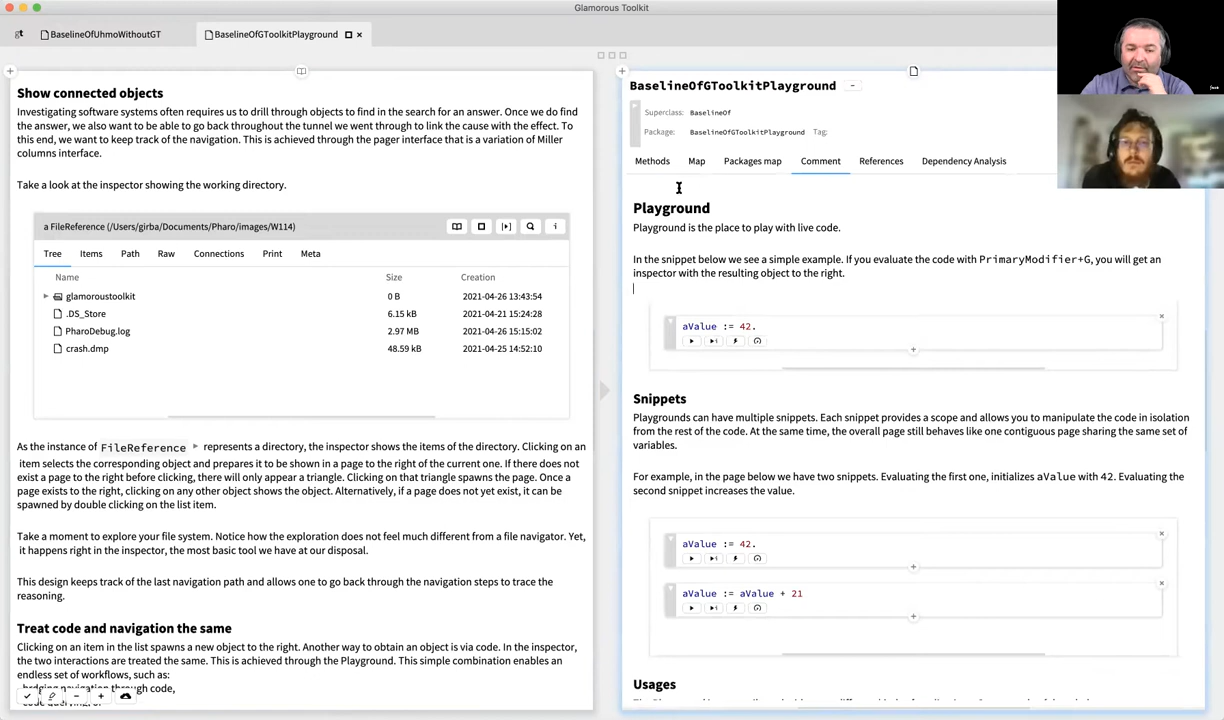 Glamorous Toolkit
gt
BaselineOfUhmoWithoutGT
BaselineOfGToolkitPlayground
Show connected objects
Investigating software systems often requires us to drill through objects to find in the search for an answer. Once we do find
the answer, we also want to be able to go back throughout the tunnel we went through to link the cause with the effect. To
this end, we want to keep track of the navigation. This is achieved through the pager interface that is a variation of Miller
columns interface.
Take a look at the inspector showing the working directory.
a FileReference (/Users/girba/Documents/Pharo/images/W114)
Tree Items Path Raw Connections Print Meta
Name Size Creation
glamoroustoolkit 0 B 2021-04-26 13:43:54
.DS_Store 6.15 kB 2021-04-21 15:24:28
PharoDebug.log 2.97 MB 2021-04-26 15:15:02
crash.dmp 48.59 kB 2021-04-25 14:52:10
As the instance of FileReference represents a directory, the inspector shows the items of the directory. Clicking on an
item selects the corresponding object and prepares it to be shown in a page to the right of the current one. If there does not
exist a page to the right before clicking, there will only appear a triangle. Clicking on that triangle spawns the page. Once a
page exists to the right, clicking on any other object shows the object. Alternatively, if a page does not yet exist, it can be
spawned by double clicking on the list item.
Take a moment to explore your file system. Notice how the exploration does not feel much different from a file navigator. Yet,
it happens right in the inspector, the most basic tool we have at our disposal.
This design keeps track of the last navigation path and allows one to go back through the navigation steps to trace the
reasoning.
Treat code and navigation the same
Clicking on an item in the list spawns a new object to the right. Another way to obtain an object is via code. In the inspector,
the two interactions are treated the same. This is achieved through the Playground. This simple combination enables an
endless set of workflows, such as:
through code,
BaselineOfGToolkitPlayground
Superclass: BaselineOf
Package: BaselineOfGToolkitPlayground Tag:
Methods Map Packages map Comment References Dependency Analysis
Playground
Playground is the place to play with live code.
In the snippet below we see a simple example. If you evaluate the code with PrimaryModifier+G, you will get an
inspector with the resulting object to the right.
aValue := 42.
Snippets
Playgrounds can have multiple snippets. Each snippet provides a scope and allows you to manipulate the code in isolation
from the rest of the code. At the same time, the overall page still behaves like one contiguous page sharing the same set of
variables.
For example, in the page below we have two snippets. Evaluating the first one, initializes aValue with 42. Evaluating the
second snippet increases the value.
aValue := 42.
aValue := aValue + 21
Usages